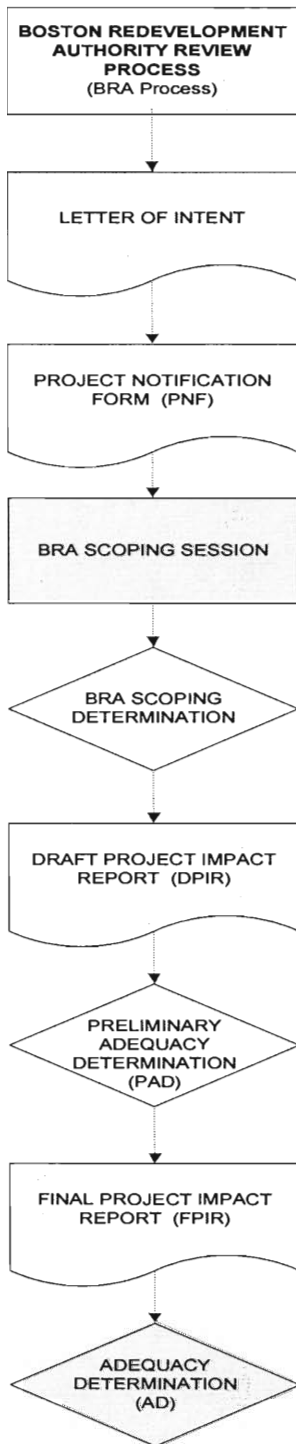 BOSTON REDEVELOPMENT
AUTHORITY REVIEW
PROCESS
(BRA Process)
LETTER OF INTENT
PROJECT NOTIFICATION
FORM (PNF)
BRA SCOPING SESSION
BRA SCOPING
DETERMINATION
DRAFT PROJECT IMPACT
REPORT (DPIR)
PRELIMINARY
ADEQUACY
DETERMINATION
(PAD)
FINAL PROJECT IMPACT
REPORT (FPIR)
ADEQUACY
DETERMINATION
(AD)